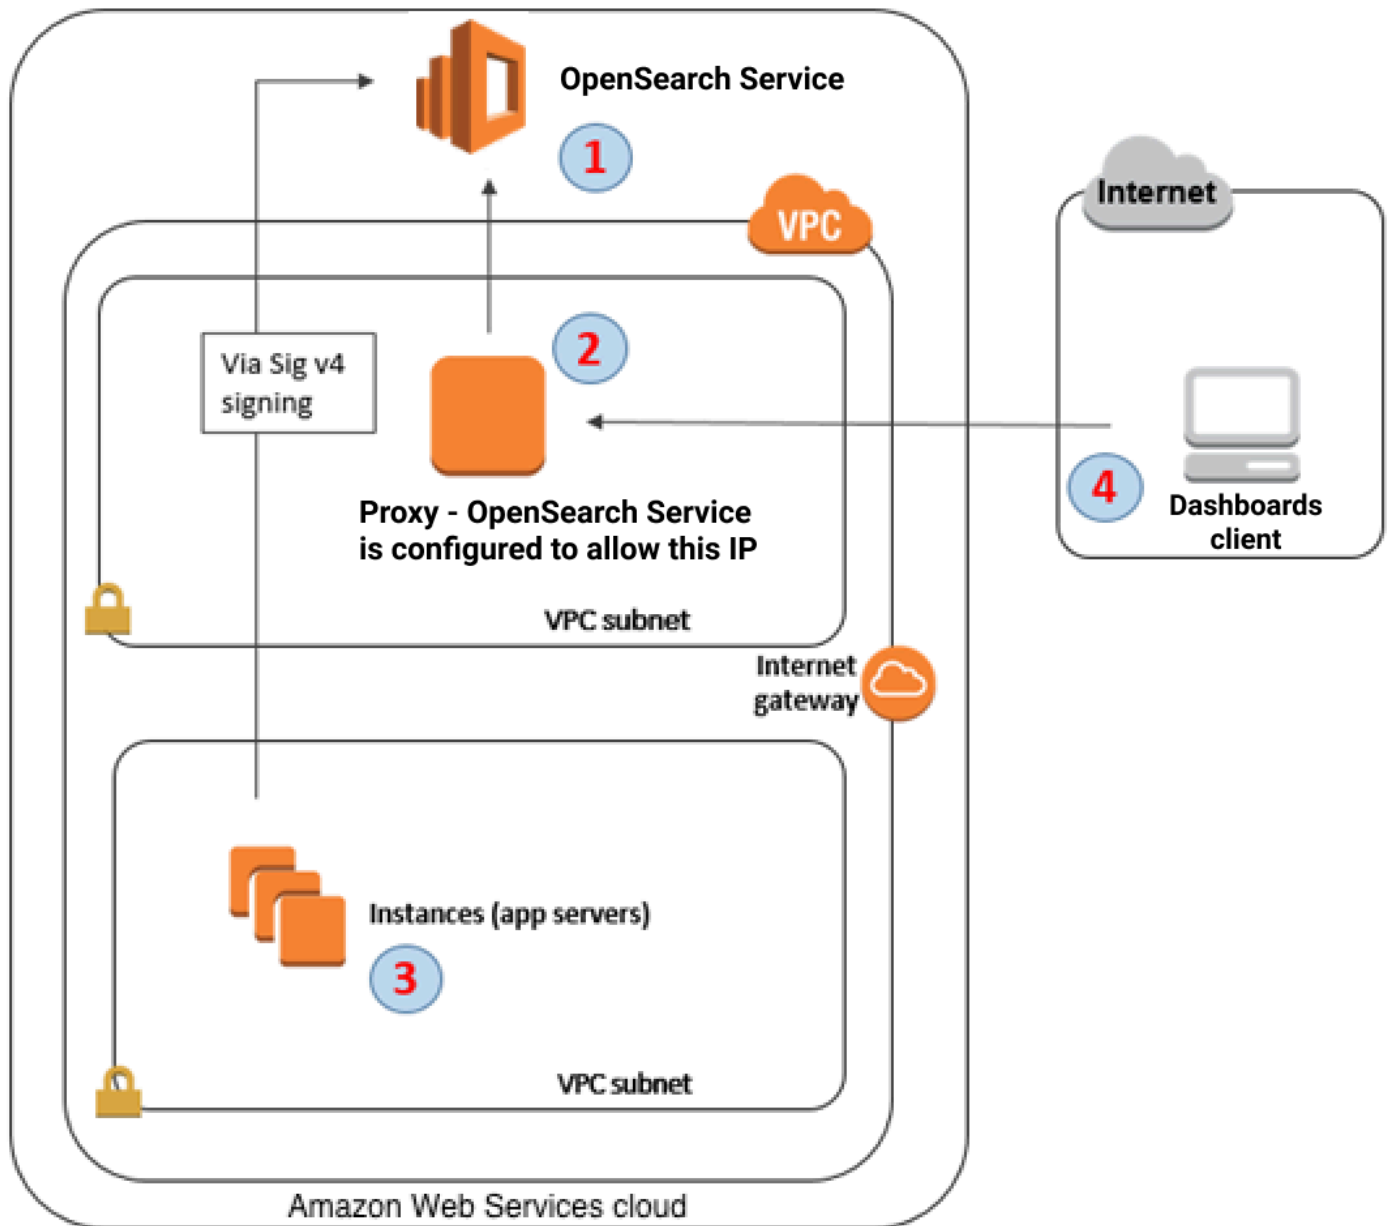 OpenSearch Service
1
VPC
Internet
2
Via Sig v4
signing
4
Proxy - OpenSearch Service
is configured to allow this IP
Dashboards
client
VPC subnet
Internet
gateway
Instances (app servers)
3
VPC subnet
Amazon Web Services cloud